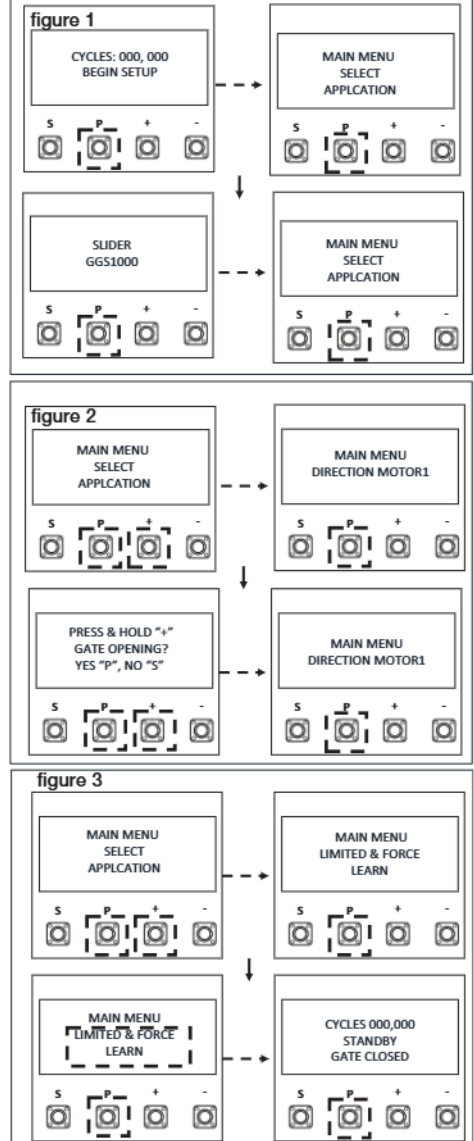 figure 1
CYCLES: 000, 000
BEGIN SETUP
S P + -
MAIN MENU
SELECT
APPLCATION
S P + -
SLIDER
GGS1000
S P + -
MAIN MENU
SELECT
APPLCATION
S P + -
figure 2
MAIN MENU
SELECT
APPLCATION
S P + -
MAIN MENU
DIRECTION MOTOR1
S P + -
PRESS & HOLD “+”
GATE OPENING?
YES “P”, NO “S”
S P + -
MAIN MENU
DIRECTION MOTOR1
S P + -
figure 3
MAIN MENU
SELECT
APPLCATION
S P + -
MAIN MENU
LIMITED & FORCE
LEARN
S P + -
MAIN MENU
LIMITED & FORCE
LEARN
S P + -
CYCLES 000,000
STANDBY
GATE CLOSED
S P + -